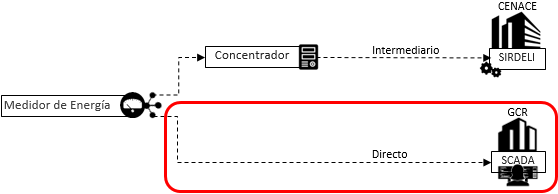 CENACE
Concentrador
Intermediario
SIRDELI
Medidor de Energía
GCR
Directo
SCADA